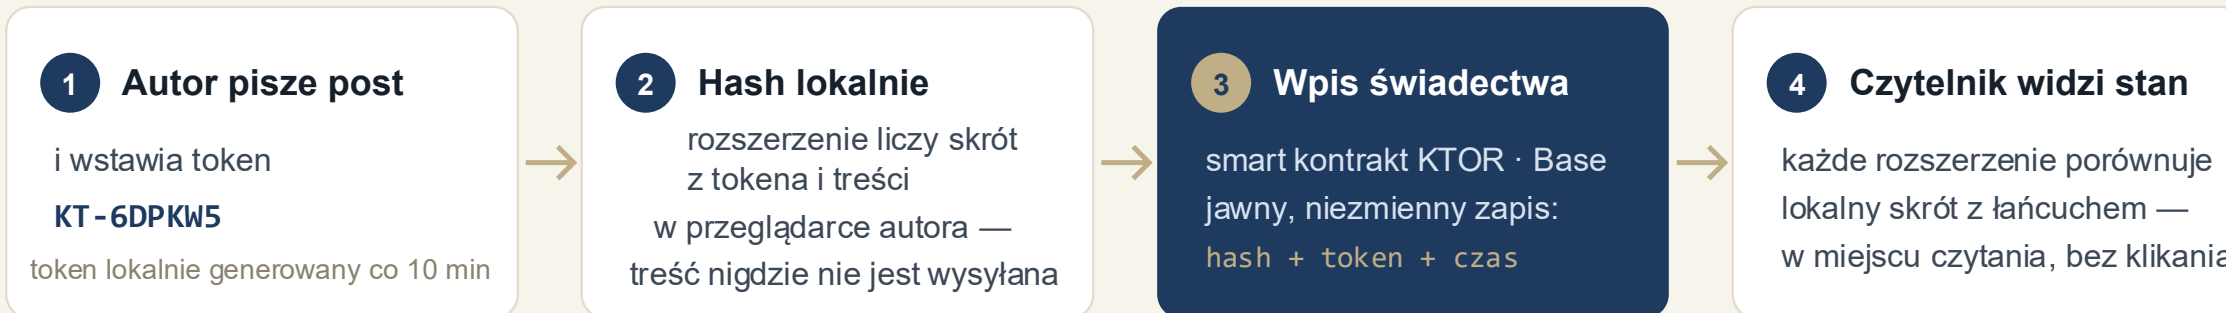 1 Autor pisze post
i wstawia token
KT-6DPKW5
token lokalnie generowany co 10 min
2 Hash lokalnie
rozszerzenie liczy skrót
z tokena i treści
w przeglądarce autora —
treść nigdzie nie jest wysyłana
3 Wpis świadectwa
smart kontrakt KTOR · Base
jawny, niezmienny zapis:
hash + token + czas
4 Czytelnik widzi stan
każde rozszerzenie porównuje
lokalny skrót z łańcuchem —
w miejscu czytania, bez klikania